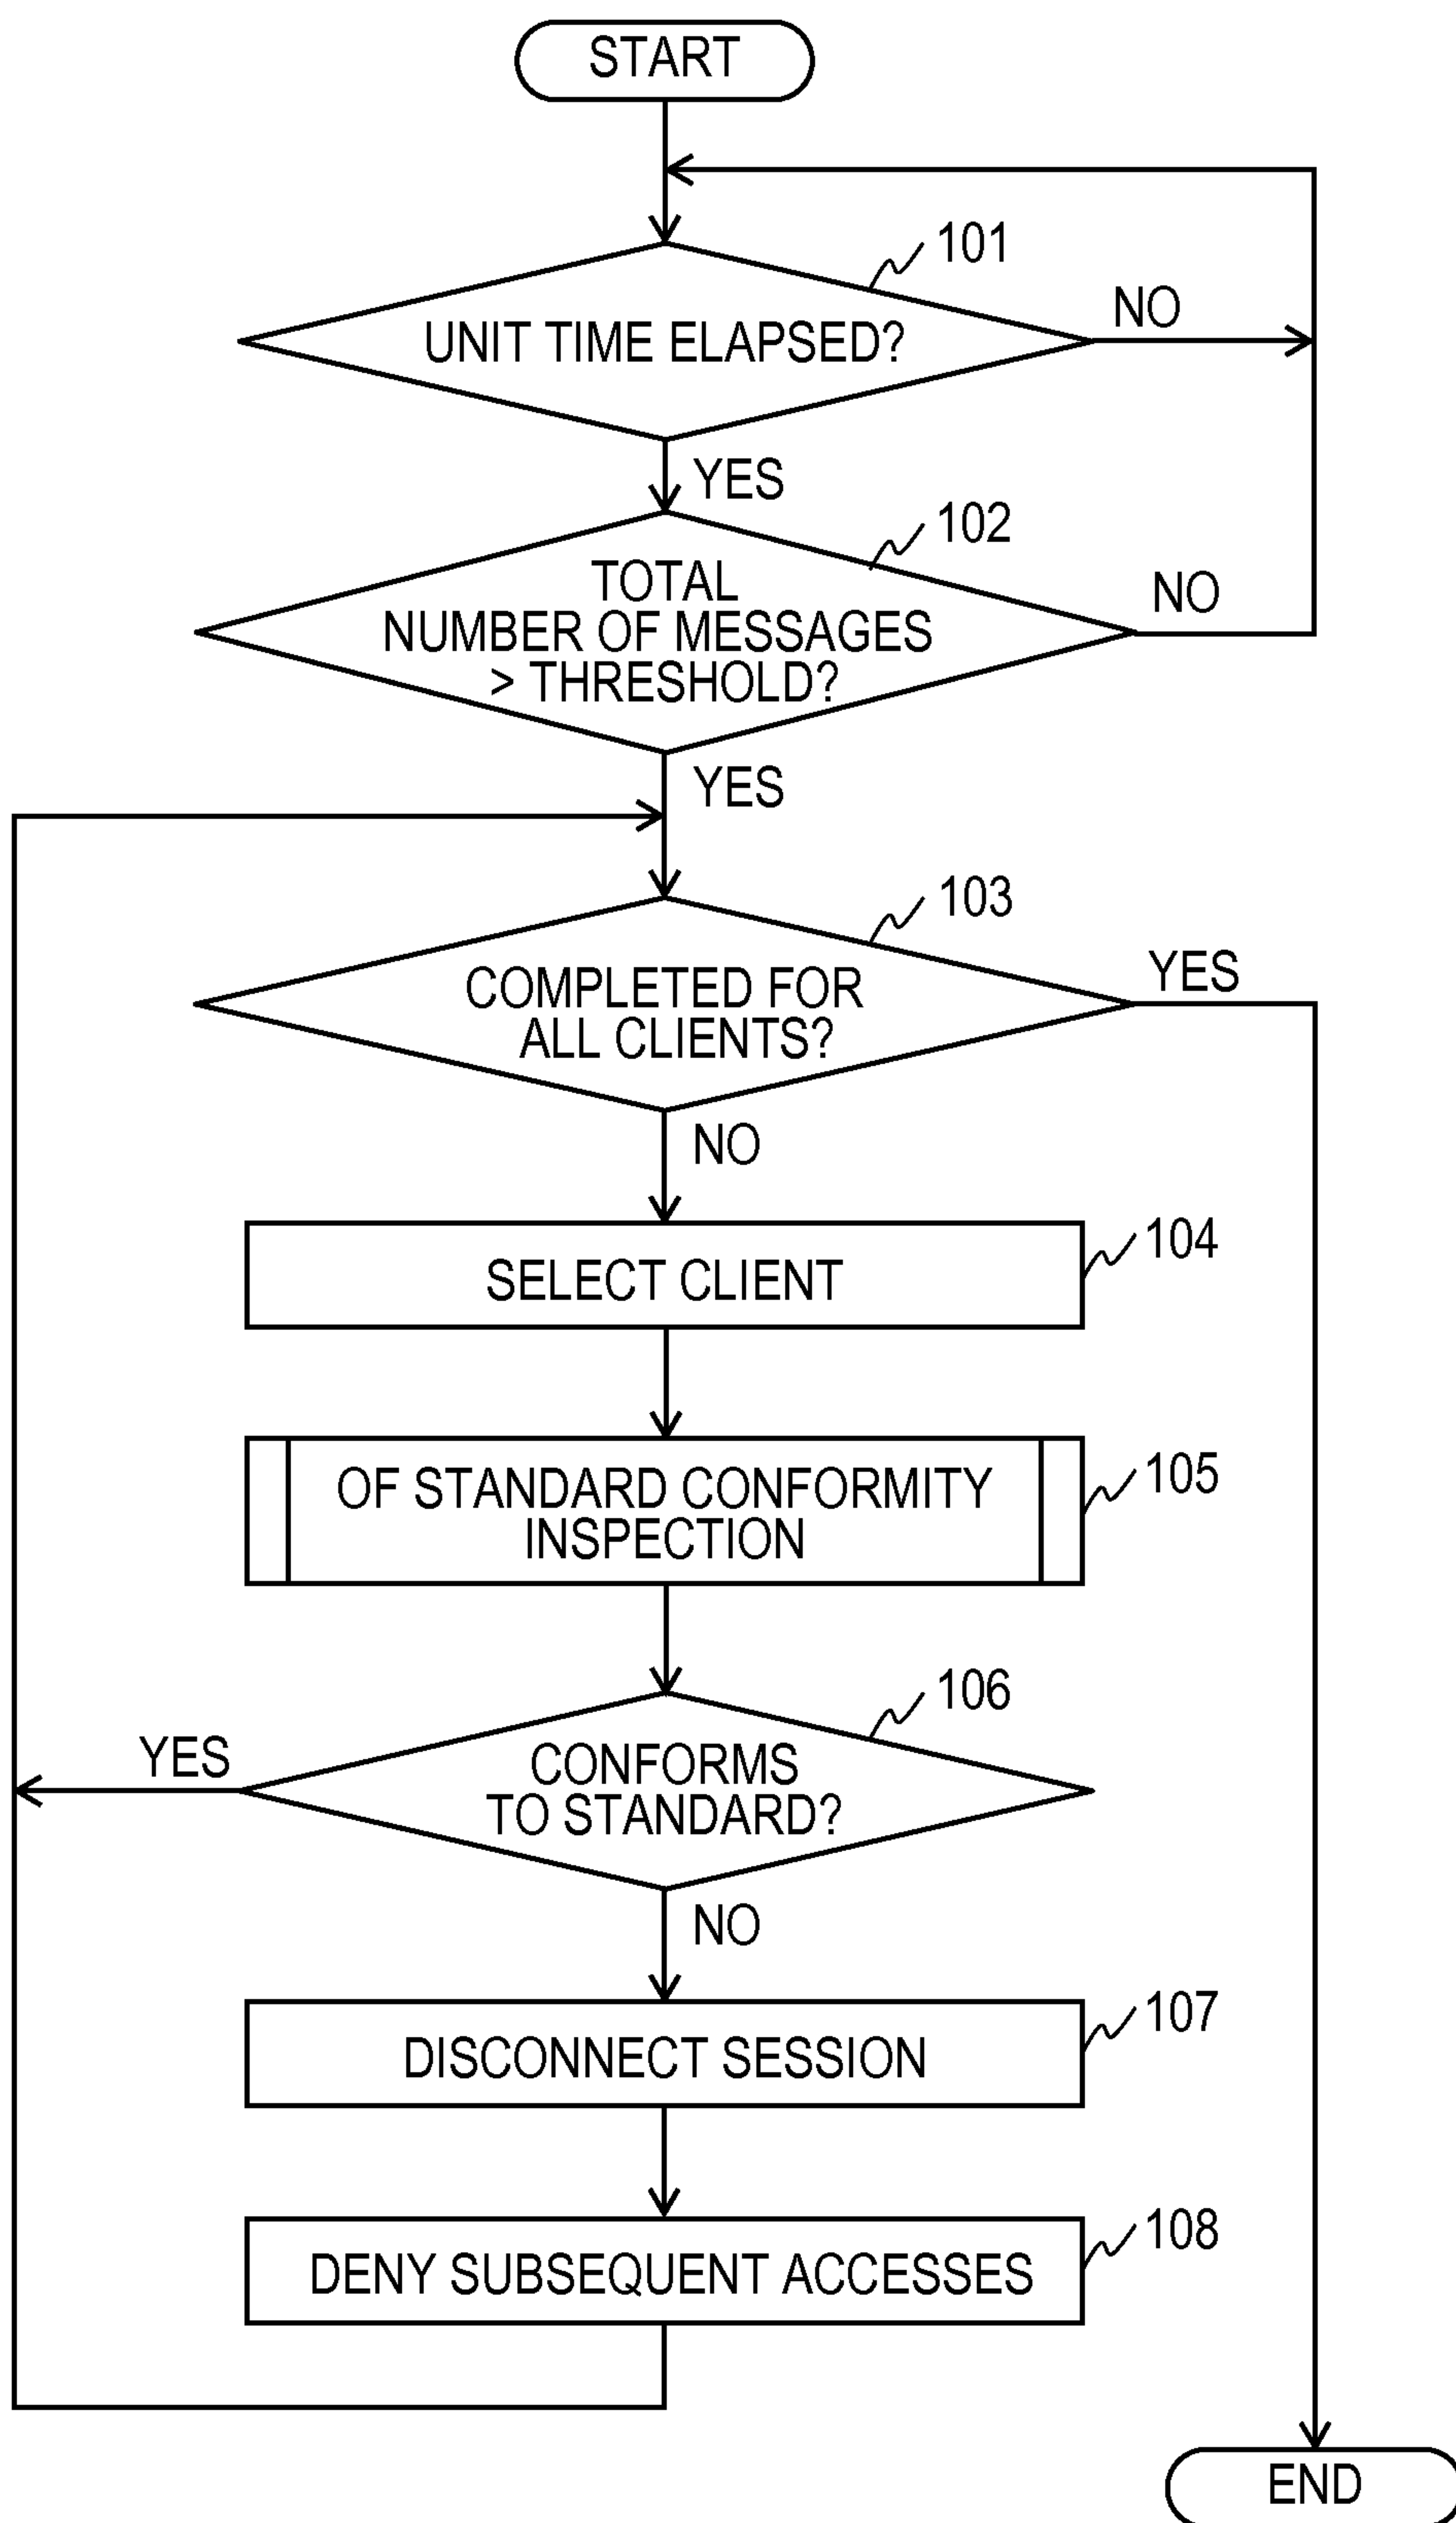 START
101
UNIT TIME ELAPSED?
NO
YES
102
TOTAL
NUMBER OF MESSAGES
> THRESHOLD?
NO
YES
103
COMPLETED FOR
ALL CLIENTS?
YES
NO
SELECT CLIENT
104
OF STANDARD CONFORMITY
INSPECTION
105
106
CONFORMS
TO STANDARD?
YES
NO
DISCONNECT SESSION
107
DENY SUBSEQUENT ACCESSES
108
END